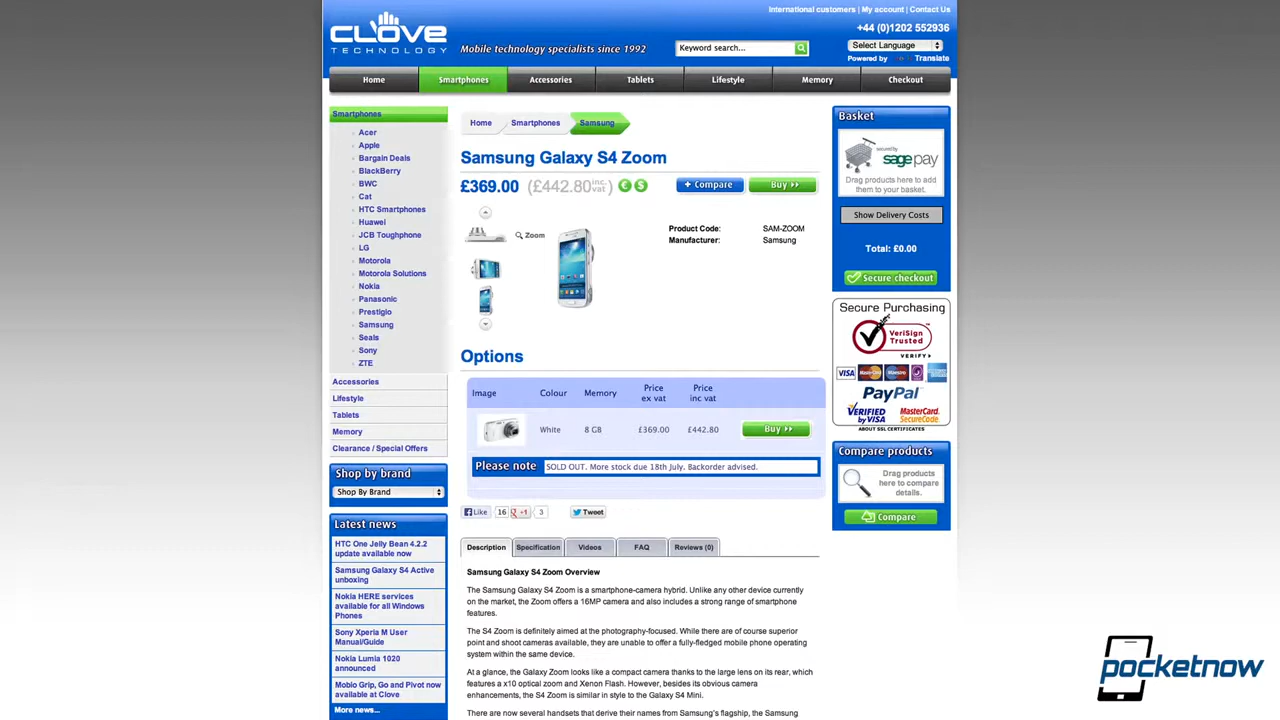 International customers | My account | Contact Us
CLOVE
TECHNOLOGY
Mobile technology specialists since 1992
Keyword search...
+44 (0)1202 552936
Select Language
Powered by Translate
Home
Smartphones
Accessories
Tablets
Lifestyle
Memory
Checkout
Smartphones
Acer
Apple
Bargain Deals
BlackBerry
BWC
Cat
HTC Smartphones
Huawei
JCB Toughphone
LG
Motorola
Motorola Solutions
Nokia
Panasonic
Prestigio
Samsung
Seals
Sony
ZTE
Accessories
Lifestyle
Tablets
Memory
Clearance / Special Offers
Shop by brand
Shop By Brand
Latest news
HTC One Jelly Bean 4.2.2
update available now
Samsung Galaxy S4 Active
unboxing
Nokia HERE services
available for all Windows
Phones
Sony Xperia M User
Manual/Guide
Nokia Lumia 1020
announced
Mobio Grip, Go and Pivot now
available at Clove
More news...
Home
Smartphones
Samsung
Samsung Galaxy S4 Zoom
£369.00 (£442.80 inc. vat) € $
+ Compare
Buy
Zoom
Product Code: SAM-ZOOM
Manufacturer: Samsung
Options
Image Colour Memory Price ex vat Price inc vat
White 8 GB £369.00 £442.80 Buy
Please note SOLD OUT. More stock due 18th July. Backorder advised.
Like 16 +1 3 Tweet
Description Specification Videos FAQ Reviews (0)
Samsung Galaxy S4 Zoom Overview
The Samsung Galaxy S4 Zoom is a smartphone-camera hybrid. Unlike any other device currently
on the market, the Zoom offers a 16MP camera and also includes a strong range of smartphone
features.
The S4 Zoom is definitely aimed at the photography-focused. While there are of course superior
point and shoot cameras available, they are unable to offer a fully-fledged mobile phone operating
system within the same device.
At a glance, the Galaxy Zoom looks like a compact camera thanks to the large lens on its rear, which
features a x10 optical zoom and Xenon Flash. However, besides its obvious camera
enhancements, the S4 Zoom is similar in style to the Galaxy S4 Mini.
There are now several handsets that derive their names from Samsung's flagship, the Samsung
Basket
secured by
sage pay
Drag products here to add
them to your basket.
Show Delivery Costs
Total: £0.00
Secure checkout
Secure Purchasing
VeriSign
Trusted
VERIFY
VISA MasterCard Maestro
PayPal
VERIFIED by VISA
MasterCard. SecureCode.
ABOUT SSL CERTIFICATES
Compare products
Drag products
here to compare
details.
Compare
pocketnow